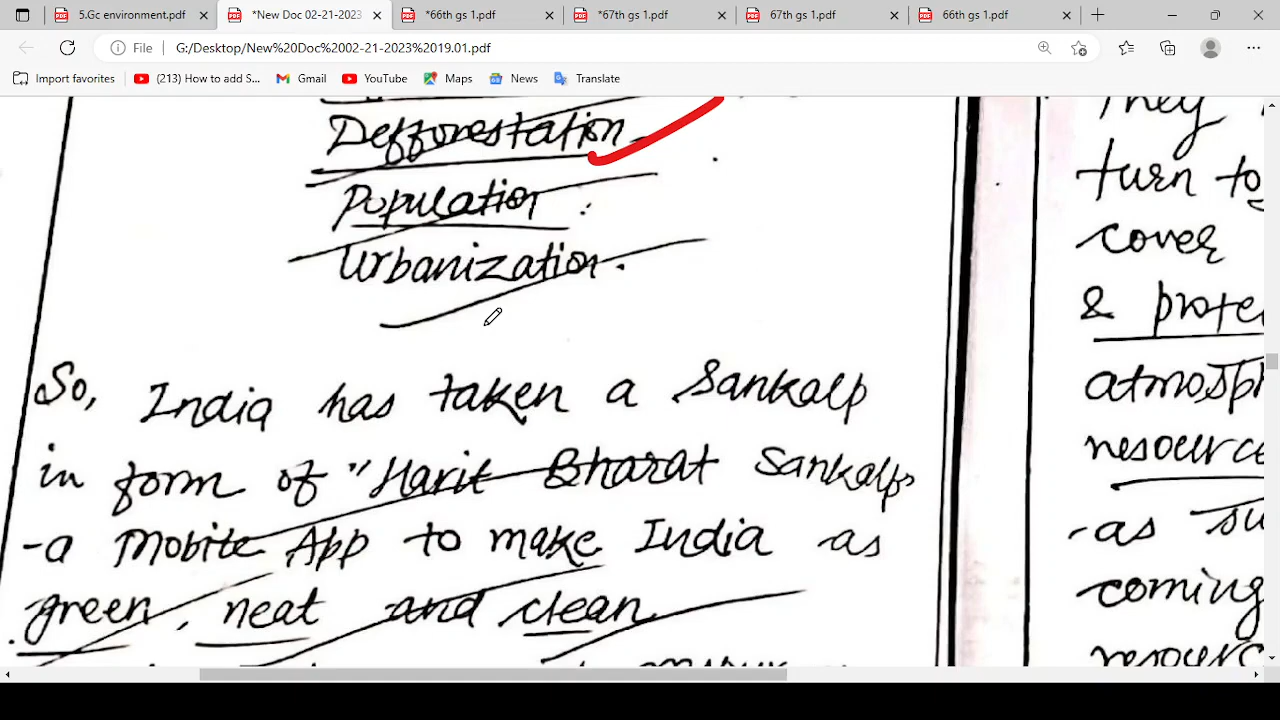 5.Gc environment.pdf
*New Doc 02-21-2023
*66th gs 1.pdf
*67th gs 1.pdf
67th gs 1.pdf
66th gs 1.pdf
File
G:/Desktop/New%20Doc%2002-21-2023%2019.01.pdf
Import favorites
(213) How to add S...
Gmail
YouTube
Maps
News
Translate
Defforestation
Population
Urbanization.
So, India has taken a Sankalp
in form of "Harit Bharat Sankalp
-a Mobile App to make India as
green, neat and clean.
They
turn to
cover
& prote
atmosph
resource
-as su
coming
resourc